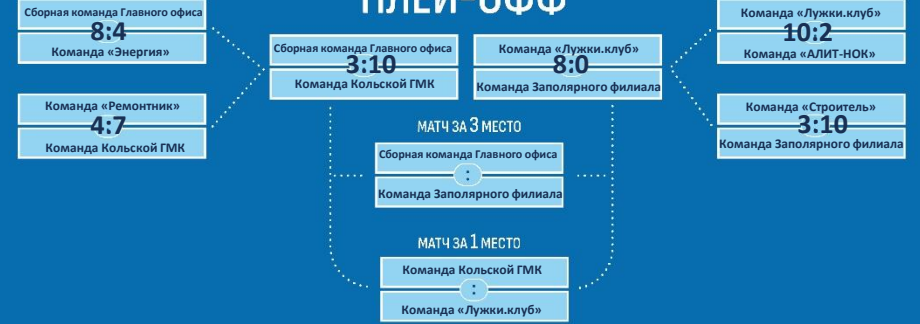 ПЛЕЙ-ОФФ
Сборная команда Главного офиса
8:4
Команда «Энергия»
Команда «Ремонтник»
4:7
Команда Кольской ГМК
Сборная команда Главного офиса
3:10
Команда Кольской ГМК
Команда «Лужки.клуб»
8:0
Команда Заполярного филиала
Команда «Лужки.клуб»
10:2
Команда «АЛИТ-НОК»
Команда «Строитель»
3:10
Команда Заполярного филиала
МАТЧ ЗА 3 МЕСТО
Сборная команда Главного офиса
:
Команда Заполярного филиала
МАТЧ ЗА 1 МЕСТО
Команда Кольской ГМК
:
Команда «Лужки.клуб»